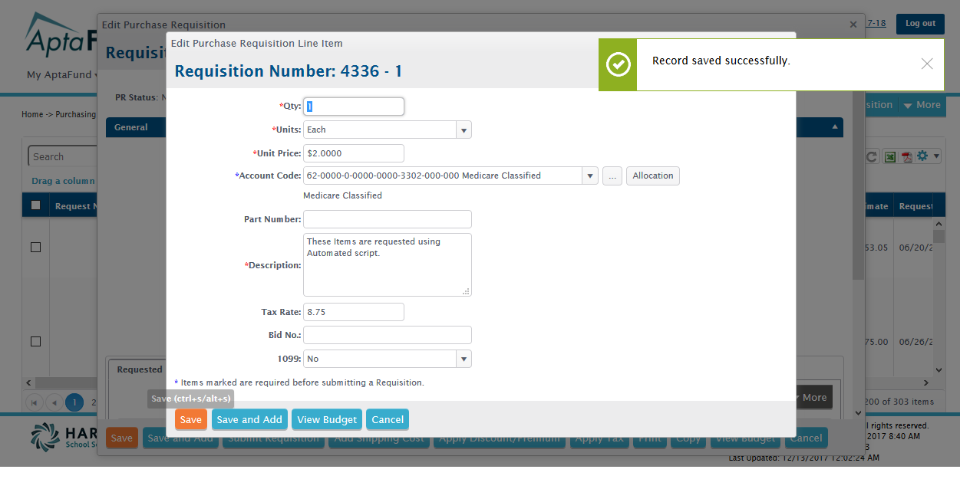 Edit Purchase Requisition
7-18
Log out
Apta
Requisi
Edit Purchase Requisition Line Item
Requisition Number: 4336 - 1
Record saved successfully.
My AptaFund
PR Status:
Home -> Purchasing
sition
More
General
*Qty:
1
*Units:
Each
*Unit Price:
$2.0000
*Account Code:
62-0000-0-0000-0000-3302-000-000 Medicare Classified
...
Allocation
Medicare Classified
Search
Drag a column
Request N
mate
Request
Part Number:
*Description:
These Items are requested using
Automated script.
53.05
06/20/2
Tax Rate:
8.75
Bid No.:
1099:
No
75.00
06/26/2
Requested
* Items marked are required before submitting a Requisition.
Save (ctrl+s/alt+s)
Save
Save and Add
View Budget
Cancel
1
2
More
200 of 303 items
HAR
School S
Save
Save and Add
Submit Requisition
Add Shipping Cost
Apply Discount/Premium
Apply Tax
Print
Copy
View Budget
Cancel
l rights reserved.
2017 8:40 AM
3
Last Updated: 12/13/2017 12:02:24 AM